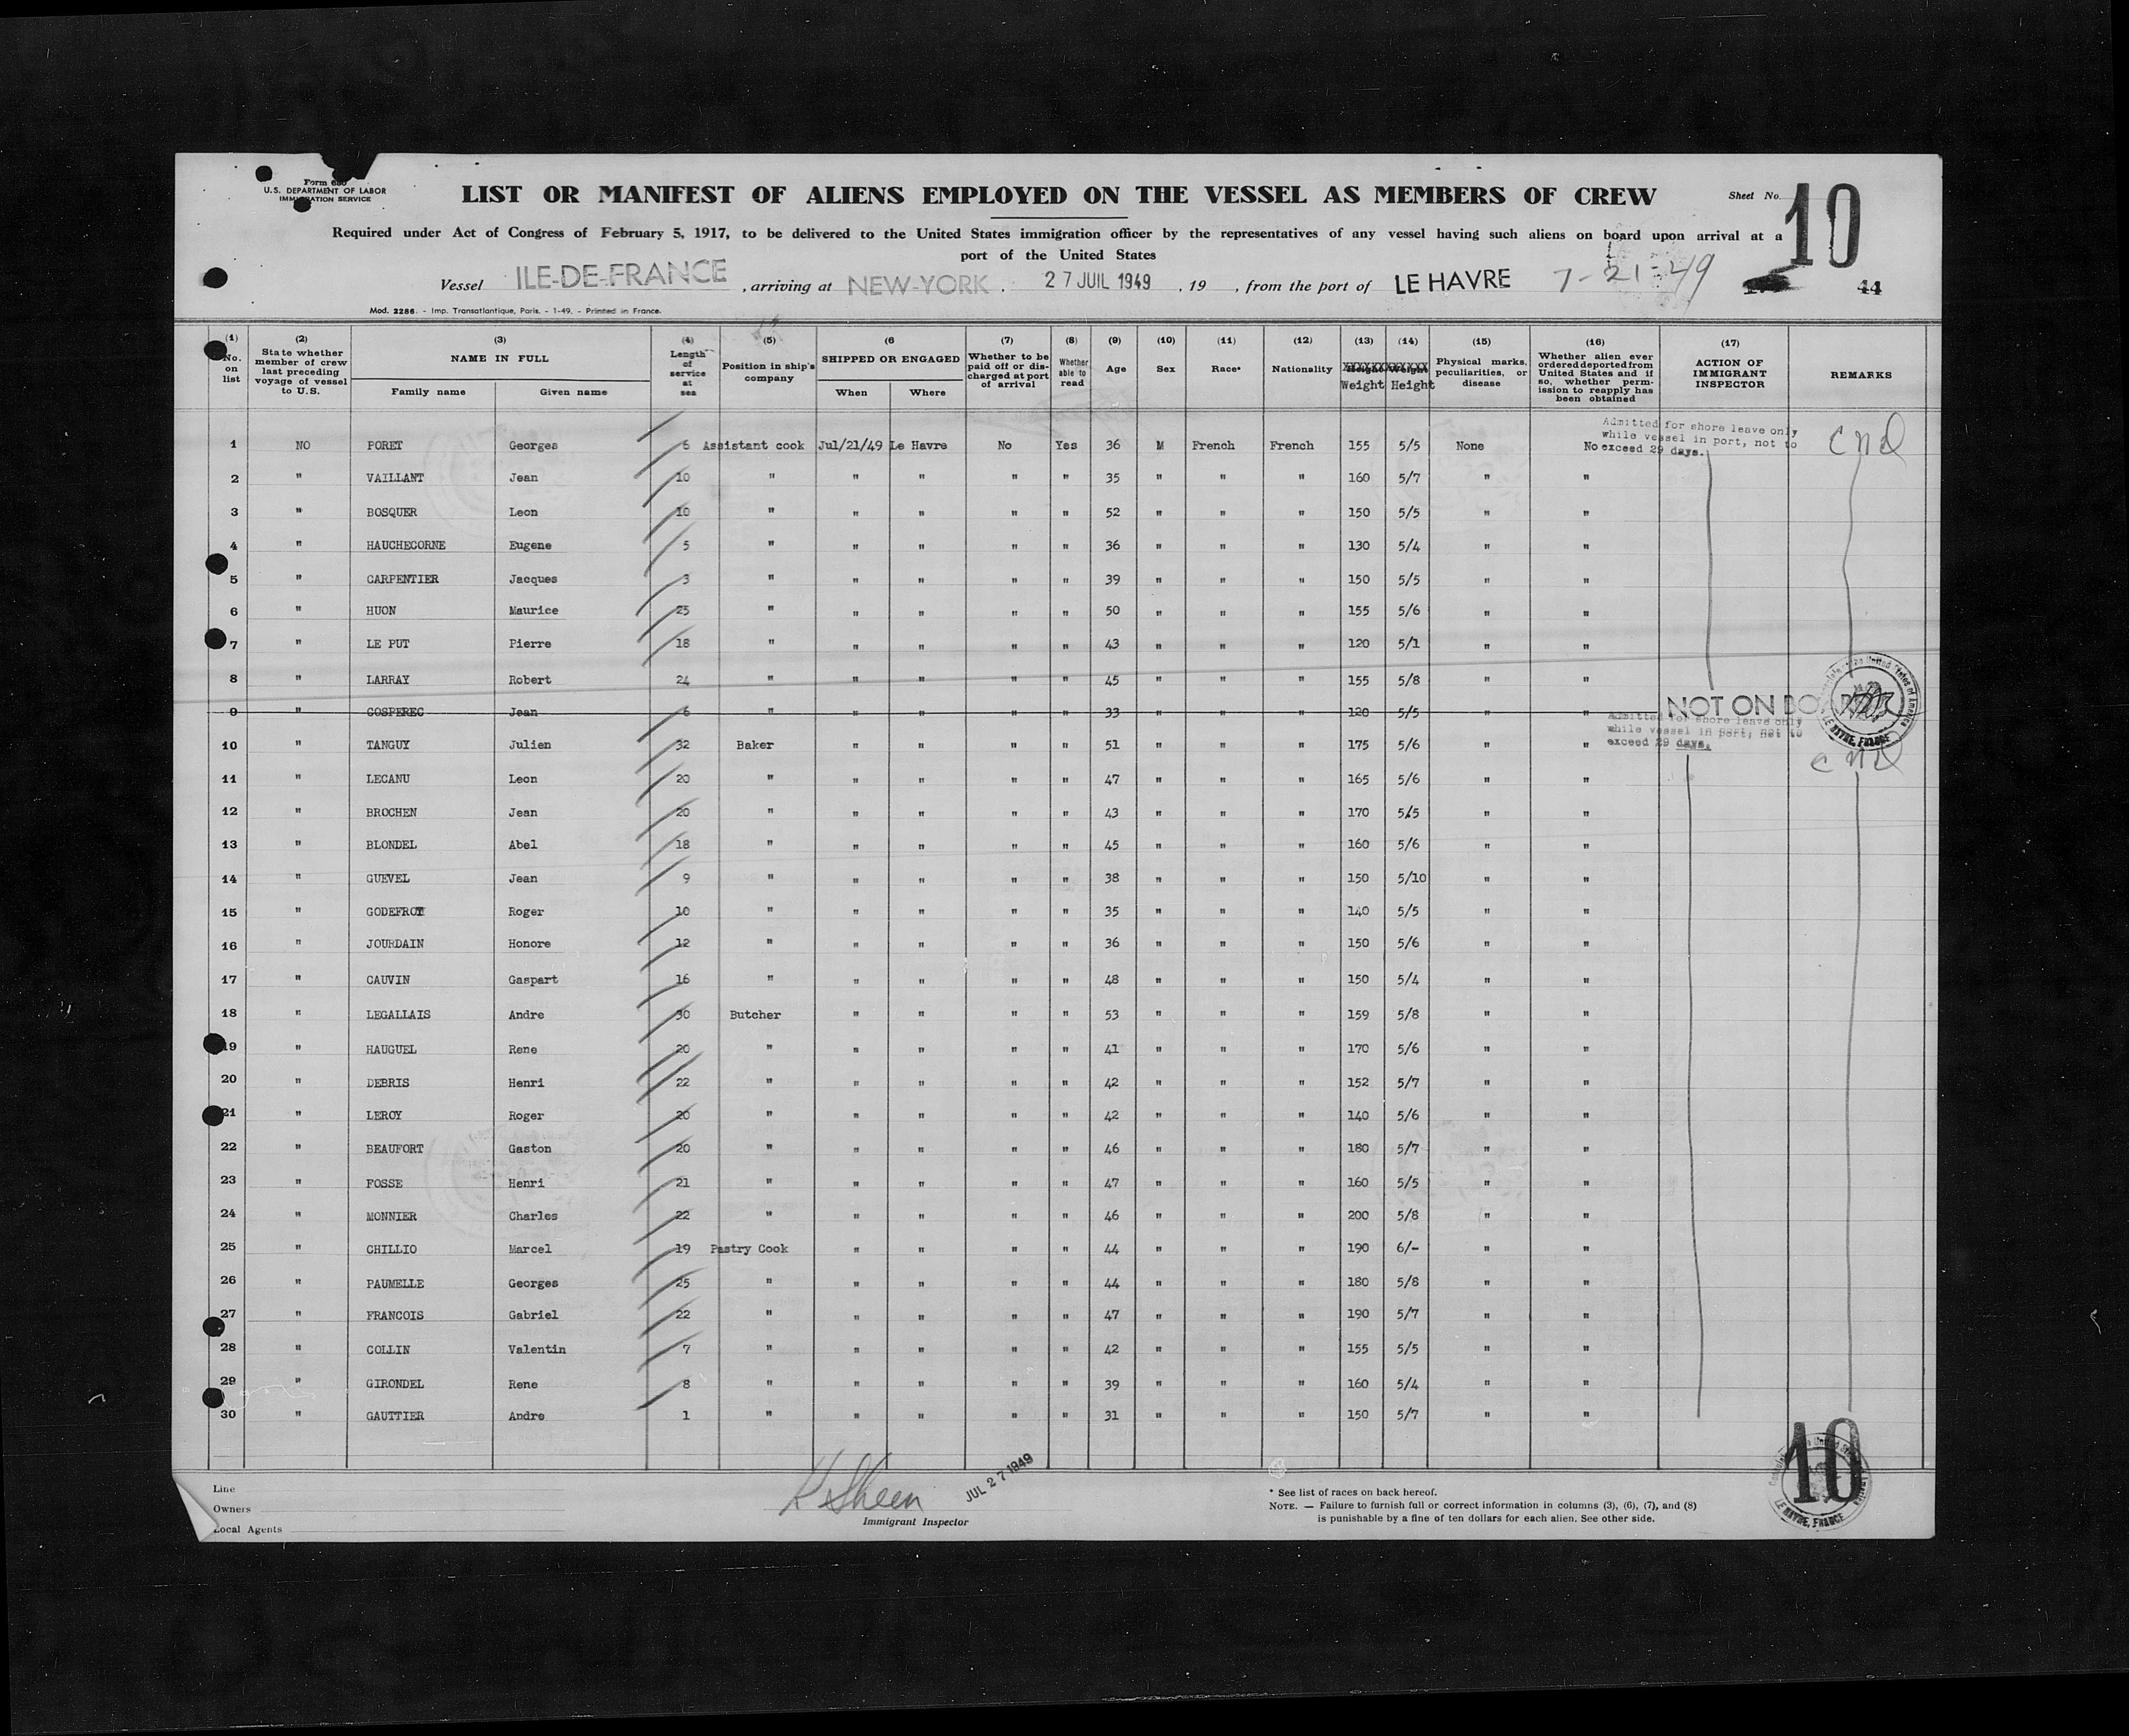 Form 680
U.S. DEPARTMENT OF LABOR
IMMIGRATION SERVICE
LIST OR MANIFEST OF ALIENS EMPLOYED ON THE VESSEL AS MEMBERS OF CREW
Sheet No. 10
Required under Act of Congress of February 5, 1917, to be delivered to the United States immigration officer by the representatives of any vessel having such aliens on board upon arrival at a
port of the United States
Vessel ILE-DE-FRANCE , arriving at NEW-YORK . 27 JUIL 1949 , 19 , from the port of LE HAVRE 7-21-49 44
Mod. 2286. - Imp. Transatlantique, Paris. - 1-49. - Printed in France.
(1) No. on list (2) State whether member of crew last preceding voyage of vessel to U.S. (3) NAME IN FULL Family name Given name (4) Length of service at sea (5) Position in ship's company (6 SHIPPED OR ENGAGED When Where (7) Whether to be paid off or discharged at port of arrival (8) Whether able to read (9) Age (10) Sex (11) Race* (12) Nationality (13) Weight (14) Height (15) Physical marks, peculiarities, or disease (16) Whether alien ever ordered deported from United States and if so, whether permission to reapply has been obtained (17) ACTION OF IMMIGRANT INSPECTOR REMARKS
Admitted for shore leave only
while vessel in port, not to
exceed 29 days.
1 NO PORET Georges 6 Assistant cook Jul/21/49 Le Havre No Yes 36 M French French 155 5/5 None No cnd
2 " VAILLANT Jean 10 " " " " " 35 " " " 160 5/7 " "
3 " BOSQUER Leon 10 " " " " " 52 " " " 150 5/5 " "
4 " HAUCHECORNE Eugene 5 " " " " " 36 " " " 130 5/4 " "
5 " CARPENTIER Jacques 3 " " " " " 39 " " " 150 5/5 " "
6 " HUON Maurice 25 " " " " " 50 " " " 155 5/6 " "
7 " LE PUT Pierre 18 " " " " " 43 " " " 120 5/1 " "
8 " LARRAY Robert 24 " " " " " 45 " " " 155 5/8 " "
9 " COSPEREC Jean 6 " " " " " 33 " " " 120 5/5 " " NOT ON BOARD
Admitted for shore leave only
while vessel in port, not to
exceed 29 days.
10 " TANGUY Julien 32 Baker " " " " 51 " " " 175 5/6 " " cnd
11 " LECANU Leon 20 " " " " " 47 " " " 165 5/6 " "
12 " BROCHEN Jean 20 " " " " " 43 " " " 170 5/5 " "
13 " BLONDEL Abel 18 " " " " " 45 " " " 160 5/6 " "
14 " GUEVEL Jean 9 " " " " " 38 " " " 150 5/10 " "
15 " GODEFROY Roger 10 " " " " " 35 " " " 140 5/5 " "
16 " JOURDAIN Honore 12 " " " " " 36 " " " 150 5/6 " "
17 " CAUVIN Gaspart 16 " " " " " 48 " " " 150 5/4 " "
18 " LEGALLAIS Andre 30 Butcher " " " " 53 " " " 159 5/8 " "
19 " HAUGUEL Rene 20 " " " " " 41 " " " 170 5/6 " "
20 " DEBRIS Henri 22 " " " " " 42 " " " 152 5/7 " "
21 " LEROY Roger 20 " " " " " 42 " " " 140 5/6 " "
22 " BEAUFORT Gaston 20 " " " " " 46 " " " 180 5/7 " "
23 " FOSSE Henri 21 " " " " " 47 " " " 160 5/5 " "
24 " MONNIER Charles 22 " " " " " 46 " " " 200 5/8 " "
25 " CHILLIO Marcel 19 Pastry Cook " " " " 44 " " " 190 6/- " "
26 " PAUMELLE Georges 25 " " " " " 44 " " " 180 5/8 " "
27 " FRANCOIS Gabriel 22 " " " " " 47 " " " 190 5/7 " "
28 " COLLIN Valentin 7 " " " " " 42 " " " 155 5/5 " "
29 " GIRONDEL Rene 8 " " " " " 39 " " " 160 5/4 " "
30 " GAUTTIER Andre 1 " " " " " 31 " " " 150 5/7 " "
10
Line
Owners
Local Agents
K Sheen JUL 27 1949
Immigrant Inspector
* See list of races on back hereof.
NOTE. — Failure to furnish full or correct information in columns (3), (6), (7), and (8)
is punishable by a fine of ten dollars for each alien. See other side.
LE HAVRE, FRANCE